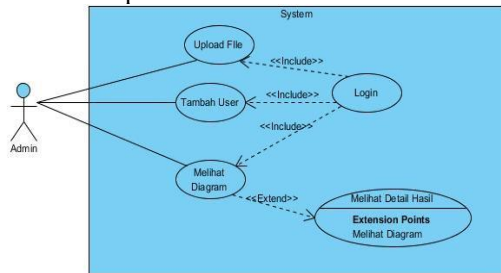 System
Upload FIle
<<Include>>
Login
<<Include>>
Tambah User
<<Include>>
Admin
Melihat
Diagram
<<Extend>>
Melihat Detail Hasil
Extension Points
Melihat Diagram